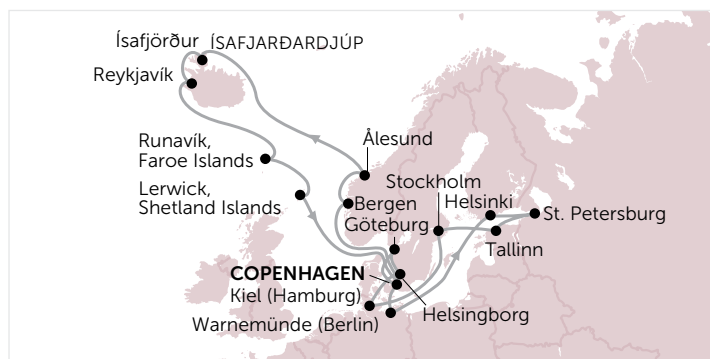 Ísafjörður
ÍSAFJARÐARDJÚP
Reykjavík
Runavík,
Faroe Islands
Ålesund
Lerwick,
Shetland Islands
Stockholm
Helsinki
Bergen
Göteburg
St. Petersburg
Tallinn
COPENHAGEN
Kiel (Hamburg)
Helsingborg
Warnemünde (Berlin)